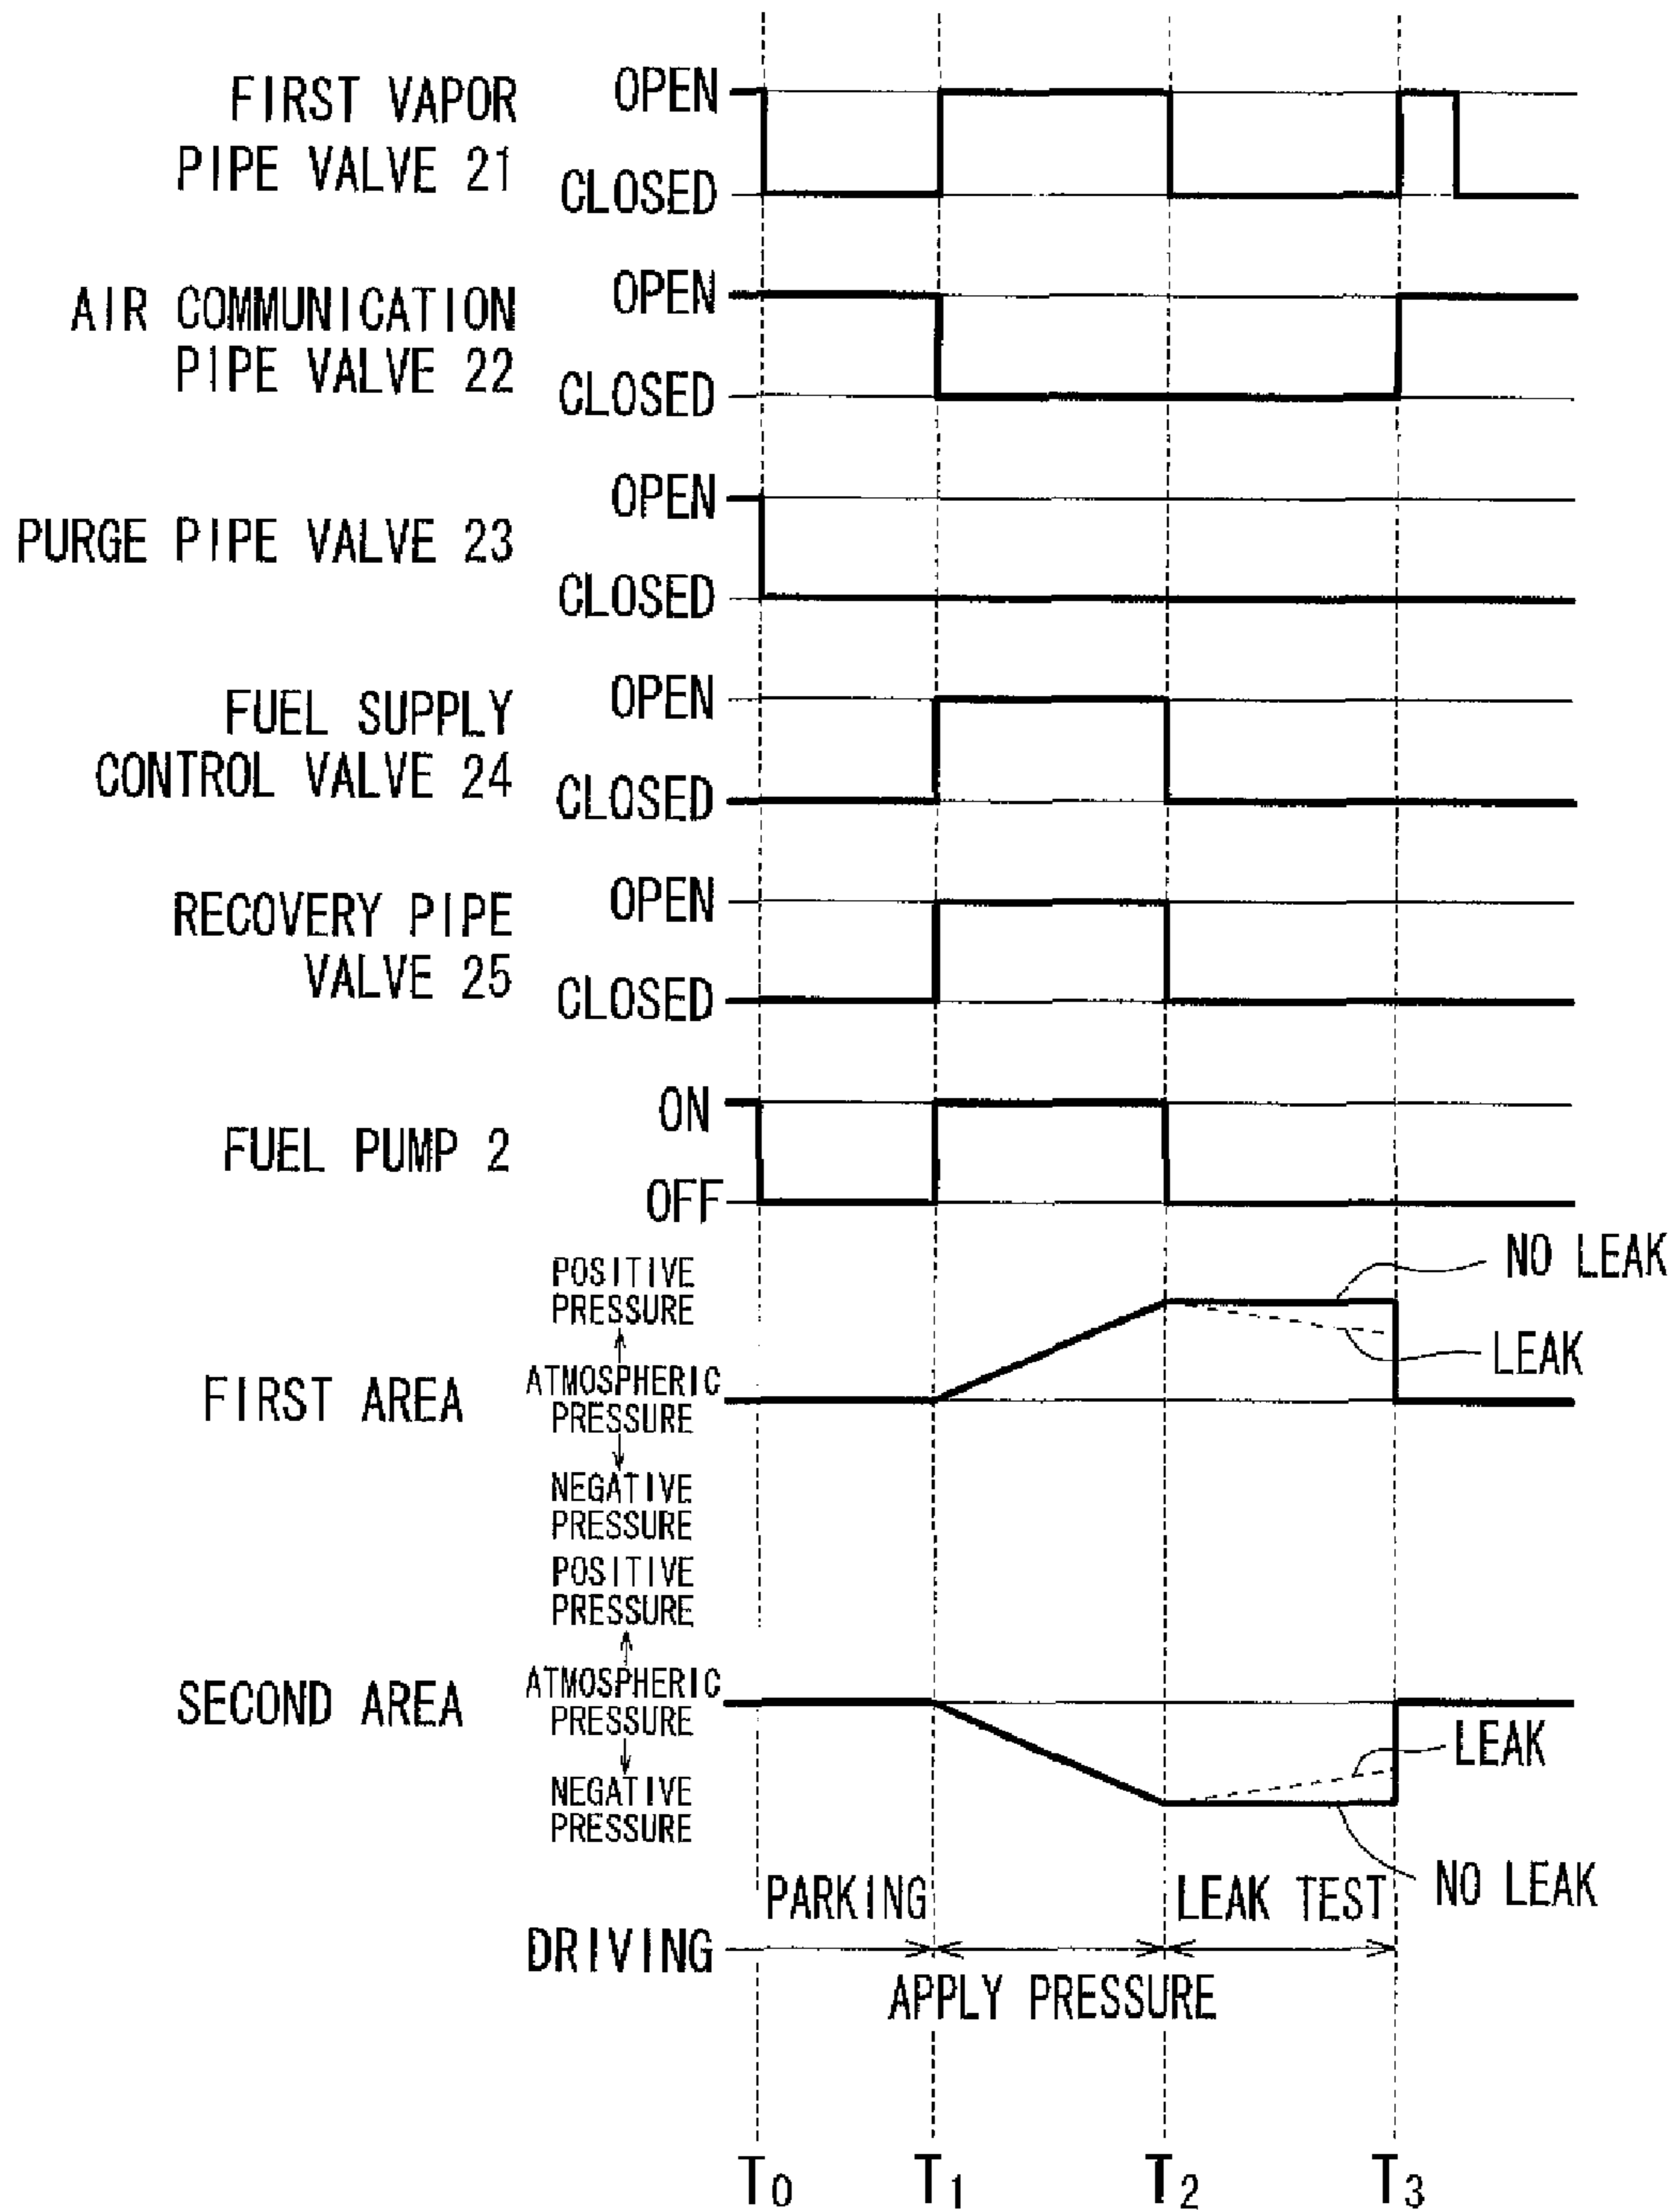 FIRST VAPOR
PIPE VALVE 21
OPEN
CLOSED
AIR COMMUNICATION
PIPE VALVE 22
OPEN
CLOSED
PURGE PIPE VALVE 23
OPEN
CLOSED
FUEL SUPPLY
CONTROL VALVE 24
OPEN
CLOSED
RECOVERY PIPE
VALVE 25
OPEN
CLOSED
FUEL PUMP 2
ON
OFF
FIRST AREA
POSITIVE
PRESSURE
ATMOSPHERIC
PRESSURE
NEGATIVE
PRESSURE
NO LEAK
LEAK
SECOND AREA
POSITIVE
PRESSURE
ATMOSPHERIC
PRESSURE
NEGATIVE
PRESSURE
LEAK
NO LEAK
PARKING
LEAK TEST
DRIVING
APPLY PRESSURE
T0 T1 T2 T3